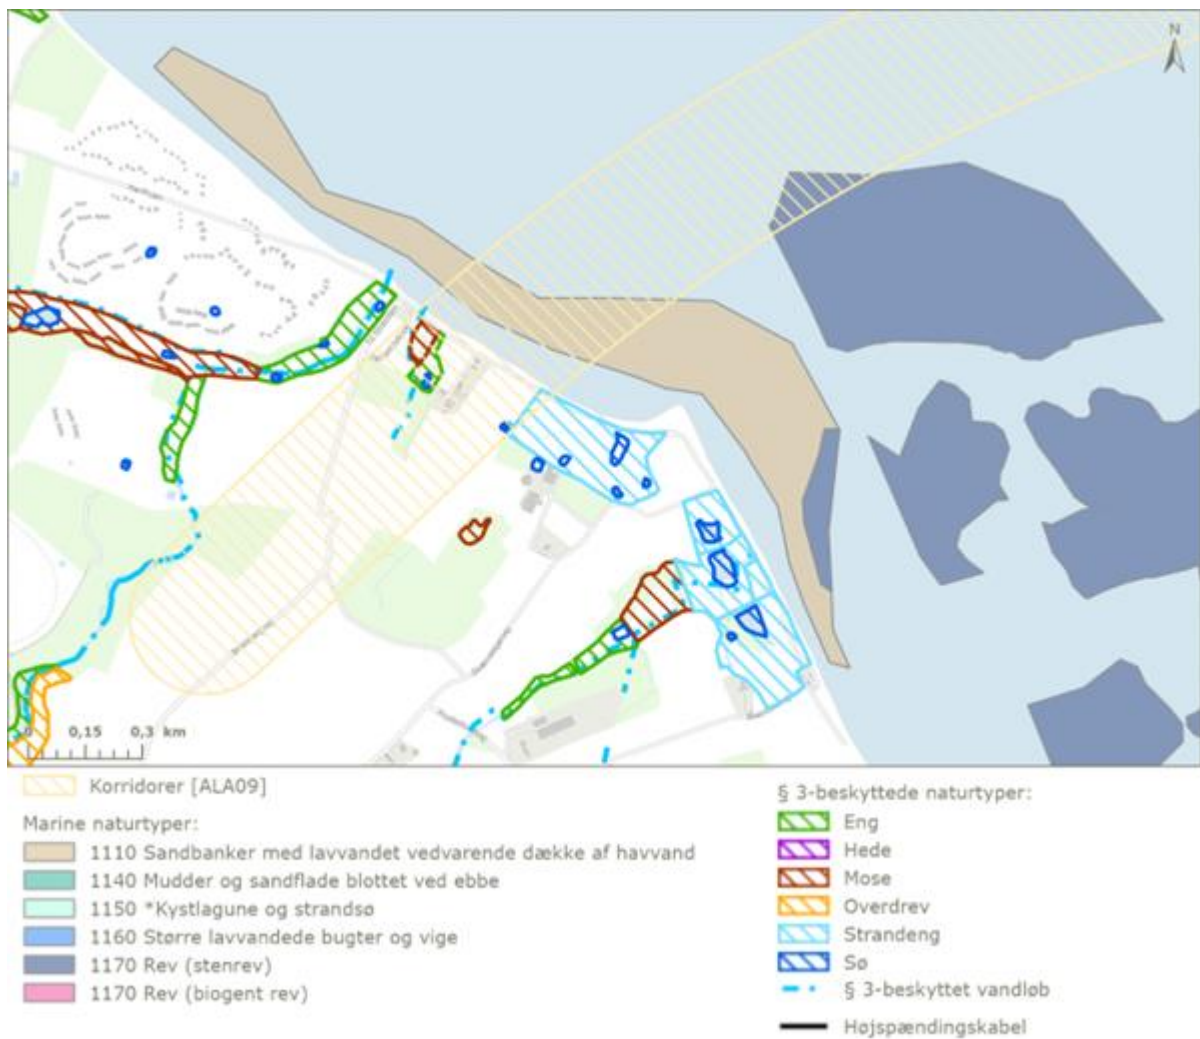 N
0 0,15 0,3 km
Korridorer [ALA09]
Marine naturtyper:
1110 Sandbanker med lavvandet vedvarende dække af havvand
1140 Mudder og sandflade blottet ved ebbe
1150 *Kystlagune og strandsø
1160 Større lavvandede bugter og vige
1170 Rev (stenrev)
1170 Rev (biogent rev)
§ 3-beskyttede naturtyper:
Eng
Hede
Mose
Overdrev
Strandeng
Sø
§ 3-beskyttet vandløb
Højspændingskabel